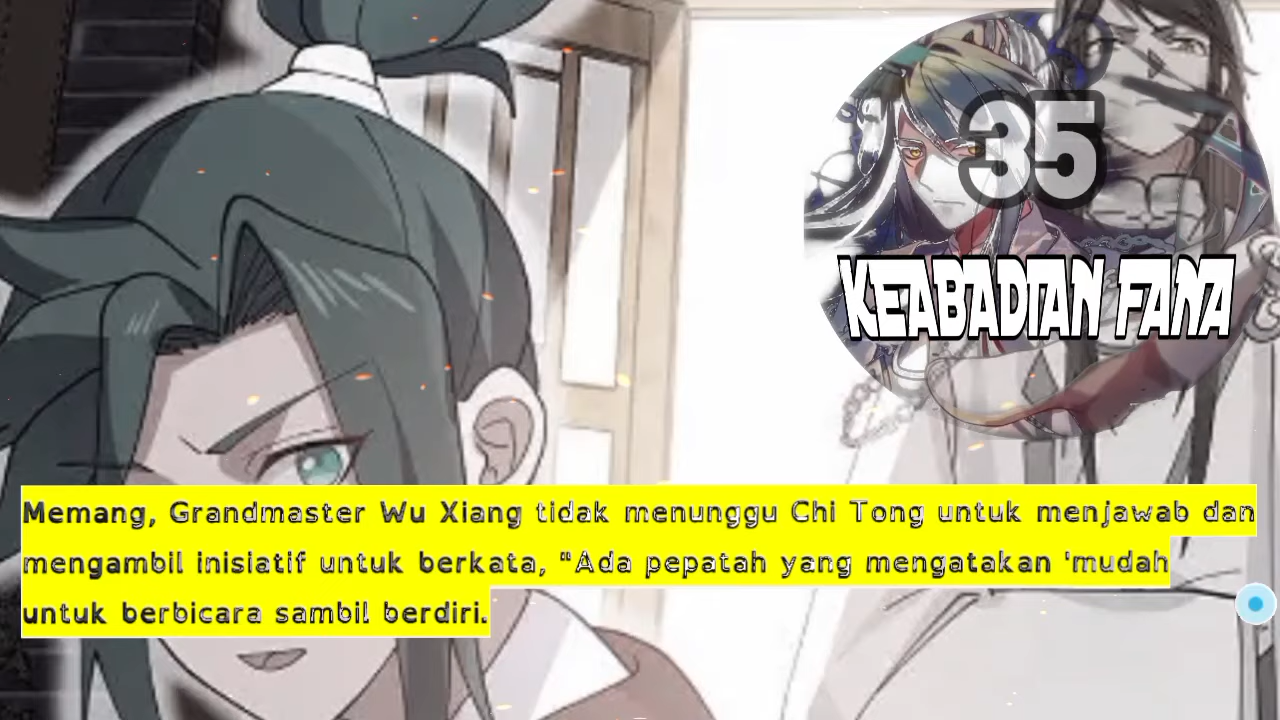 35
KEABADIAN FANA
Memang, Grandmaster Wu Xiang tidak menunggu Chi Tong untuk menjawab dan
mengambil inisiatif untuk berkata, "Ada pepatah yang mengatakan 'mudah
untuk berbicara sambil berdiri.